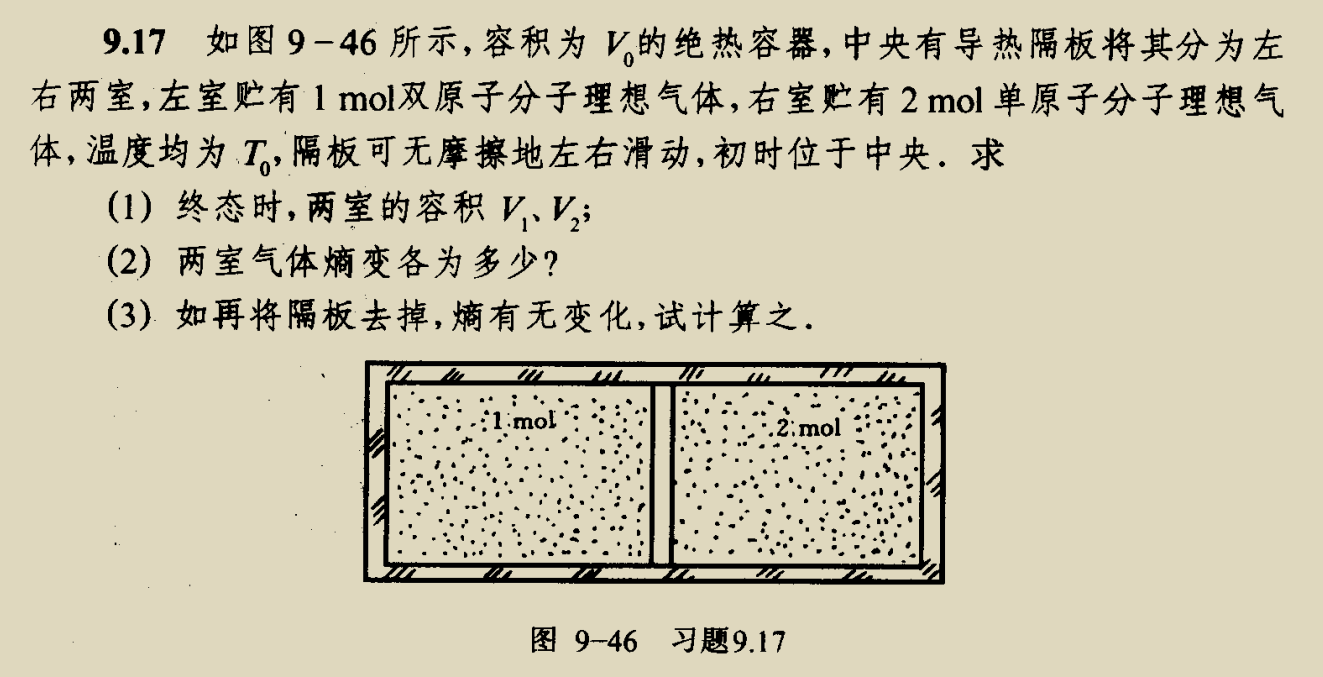 9.17 如图 9-46 所示,容积为 V₀的绝热容器,中央有导热隔板将其分为左
右两室,左室贮有 1 mol双原子分子理想气体,右室贮有 2 mol 单原子分子理想气
体,温度均为 T₀,隔板可无摩擦地左右滑动,初时位于中央. 求
(1) 终态时,两室的容积 V₁、V₂;
(2) 两室气体熵变各为多少?
(3) 如再将隔板去掉,熵有无变化,试计算之.
1 mol 2 mol
图 9-46 习题9.17